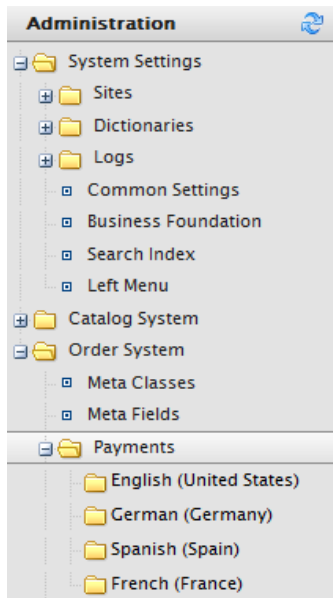 Administration
System Settings
Sites
Dictionaries
Logs
Common Settings
Business Foundation
Search Index
Left Menu
Catalog System
Order System
Meta Classes
Meta Fields
Payments
English (United States)
German (Germany)
Spanish (Spain)
French (France)